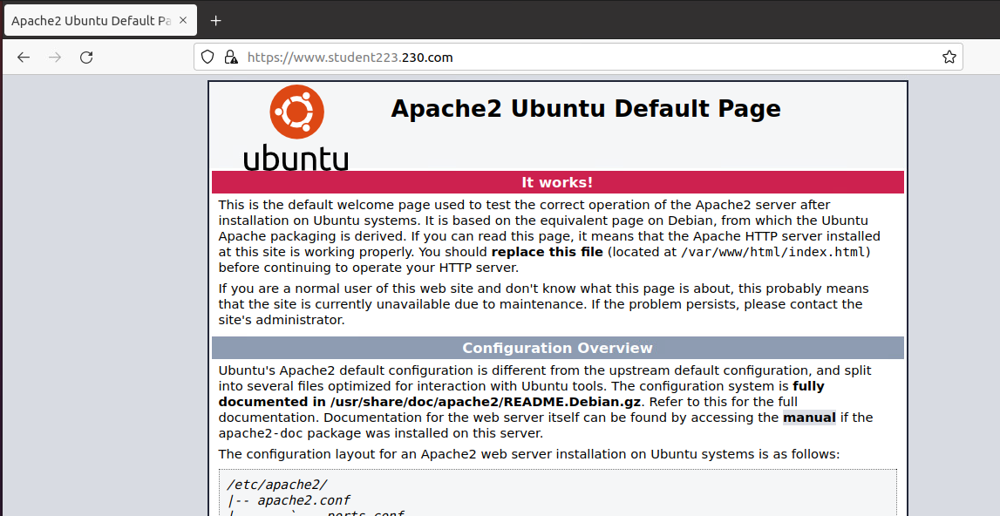 Apache2 Ubuntu Default Pa
https://www.student223.230.com
ubuntu
Apache2 Ubuntu Default Page
It works!
This is the default welcome page used to test the correct operation of the Apache2 server after
installation on Ubuntu systems. It is based on the equivalent page on Debian, from which the Ubuntu
Apache packaging is derived. If you can read this page, it means that the Apache HTTP server installed
at this site is working properly. You should replace this file (located at /var/www/html/index.html)
before continuing to operate your HTTP server.
If you are a normal user of this web site and don't know what this page is about, this probably means
that the site is currently unavailable due to maintenance. If the problem persists, please contact the
site's administrator.
Configuration Overview
Ubuntu's Apache2 default configuration is different from the upstream default configuration, and split
into several files optimized for interaction with Ubuntu tools. The configuration system is fully
documented in /usr/share/doc/apache2/README.Debian.gz. Refer to this for the full
documentation. Documentation for the web server itself can be found by accessing the manual if the
apache2-doc package was installed on this server.
The configuration layout for an Apache2 web server installation on Ubuntu systems is as follows:
/etc/apache2/
|-- apache2.conf
|       `--  ports.conf